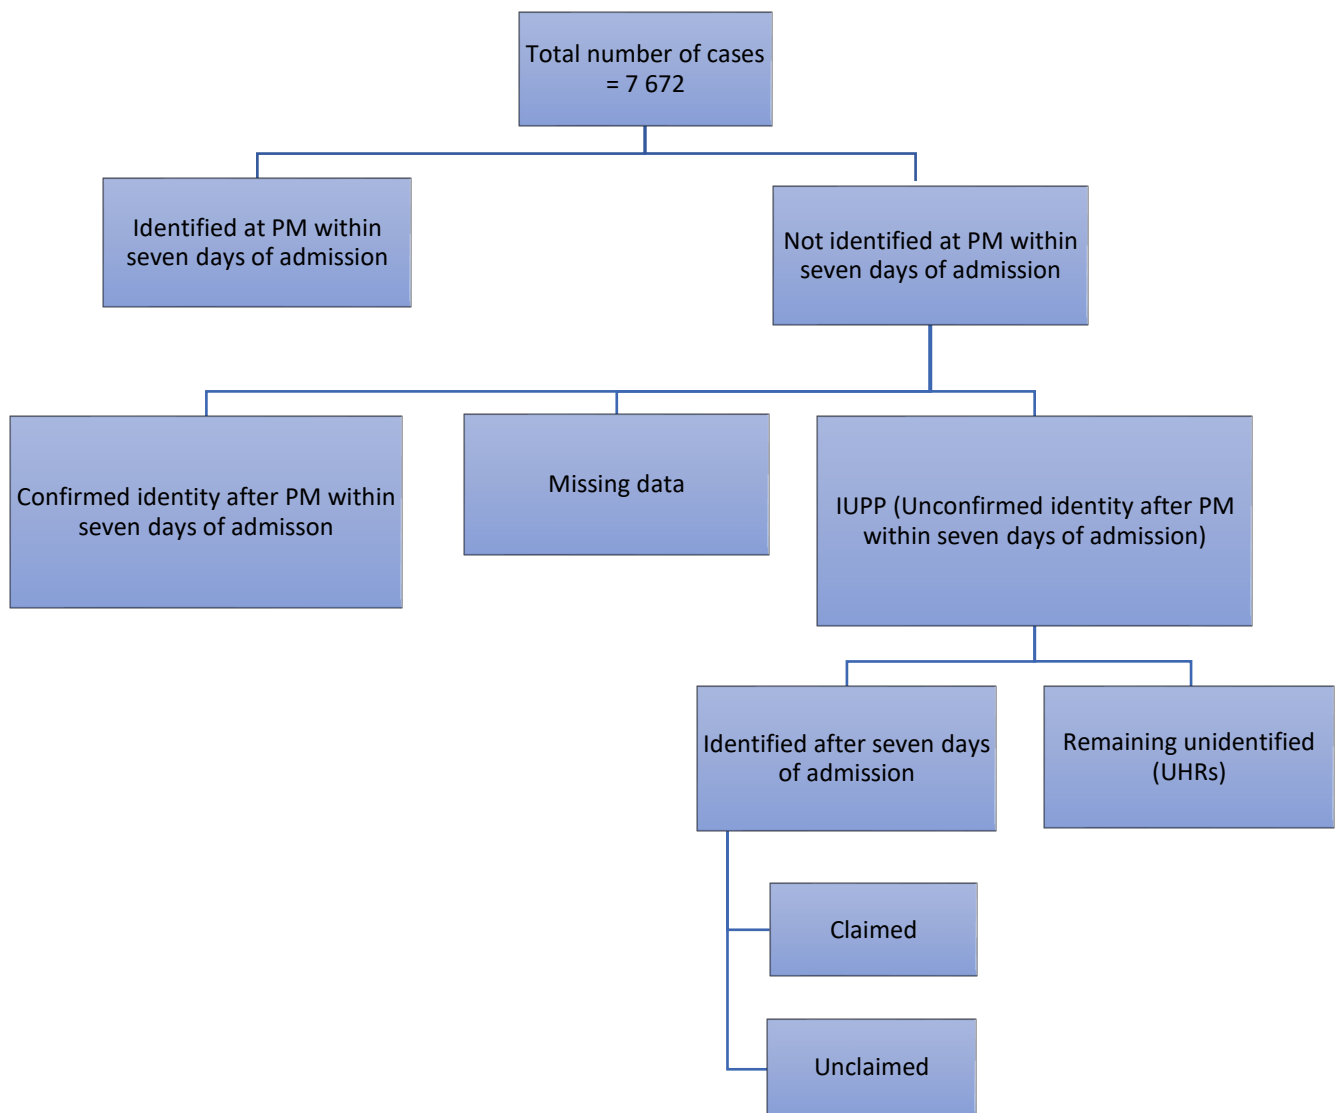 Total number of cases
= 7 672
Identified at PM within
seven days of admission
Not identified at PM within
seven days of admission
Confirmed identity after PM within
seven days of admisson
Missing data
IUPP (Unconfirmed identity after PM
within seven days of admission)
Identified after seven days
of admission
Remaining unidentified
(UHRs)
Claimed
Unclaimed